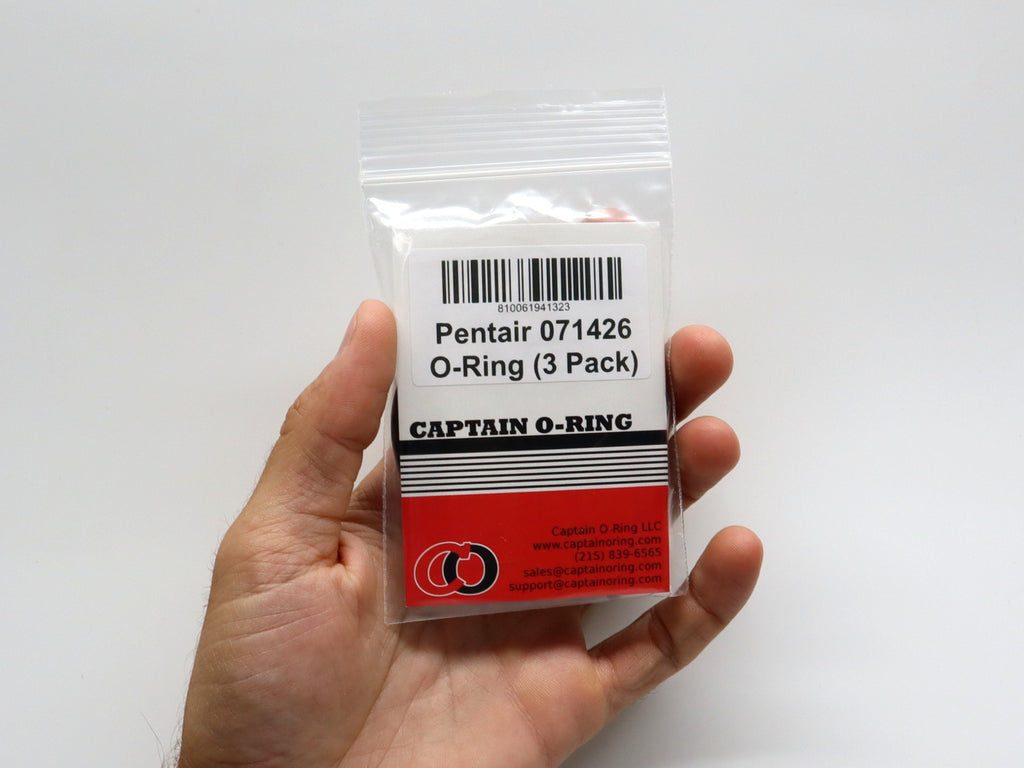 810061941323
Pentair 071426
O-Ring (3 Pack)
CAPTAIN O-RING
Captain O-Ring LLC
www.captainoring.com
(215) 839-6565
sales@captainoring.com
support@captainoring.com